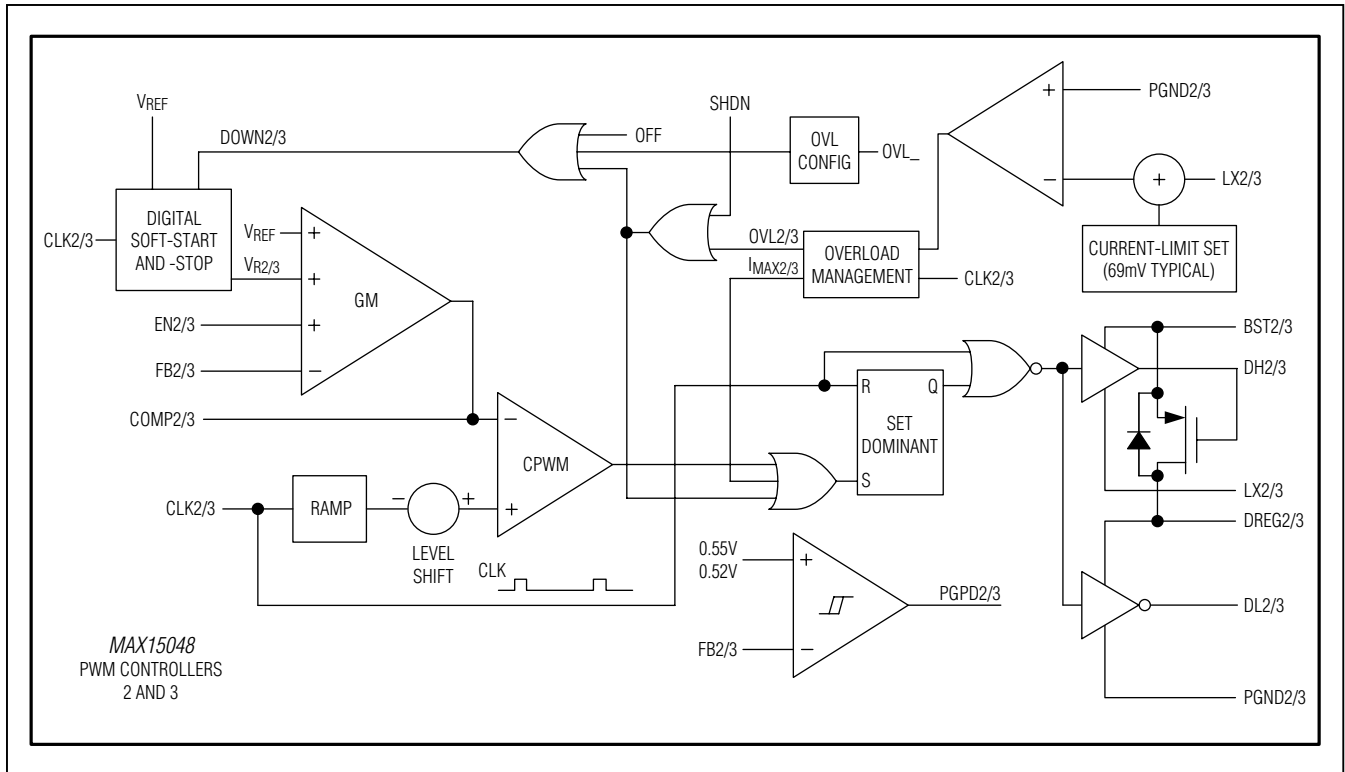 VREF
DOWN2/3
OFF
SHDN
OVL
CONFIG
OVL_
+
PGND2/3
−
+
LX2/3
CURRENT-LIMIT SET
(69mV TYPICAL)
CLK2/3
DIGITAL
SOFT-START
AND -STOP
VREF
+
VR2/3
+
EN2/3
+
FB2/3
−
GM
OVL2/3
IMAX2/3
OVERLOAD
MANAGEMENT
CLK2/3
COMP2/3
−
CPWM
+
CLK2/3
RAMP
−
+
LEVEL
SHIFT
CLK
R
Q
SET
DOMINANT
S
BST2/3
DH2/3
LX2/3
DREG2/3
DL2/3
PGND2/3
0.55V
0.52V
+
FB2/3
−
PGPD2/3
MAX15048
PWM CONTROLLERS
2 AND 3